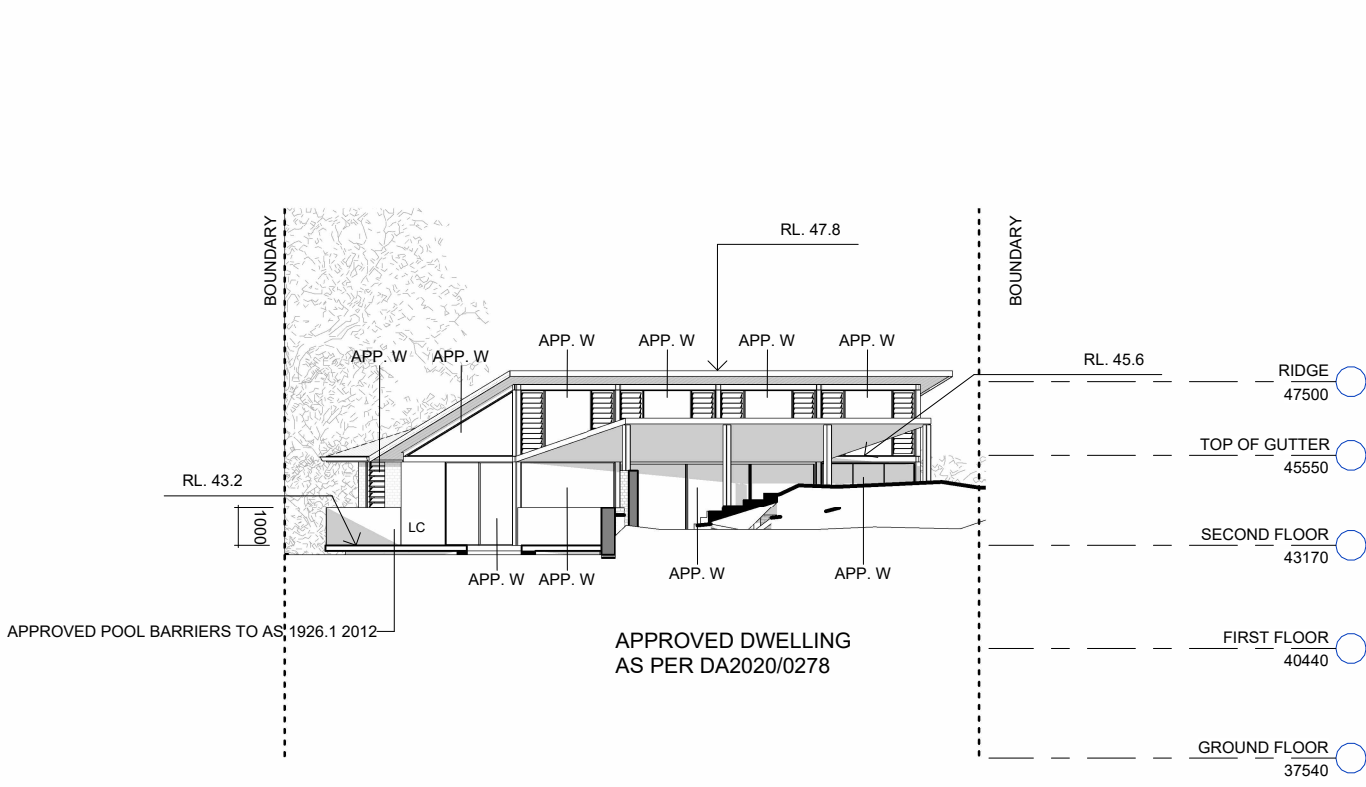 BOUNDARY
BOUNDARY
RL. 47.8
APP. W
APP. W
APP. W
APP. W
APP. W
APP. W
RL. 45.6
RIDGE
47500
TOP OF GUTTER
45550
RL. 43.2
1000
LC
SECOND FLOOR
43170
APP. W
APP. W
APP. W
APP. W
APPROVED POOL BARRIERS TO AS 1926.1 2012
APPROVED DWELLING
AS PER DA2020/0278
FIRST FLOOR
40440
GROUND FLOOR
37540